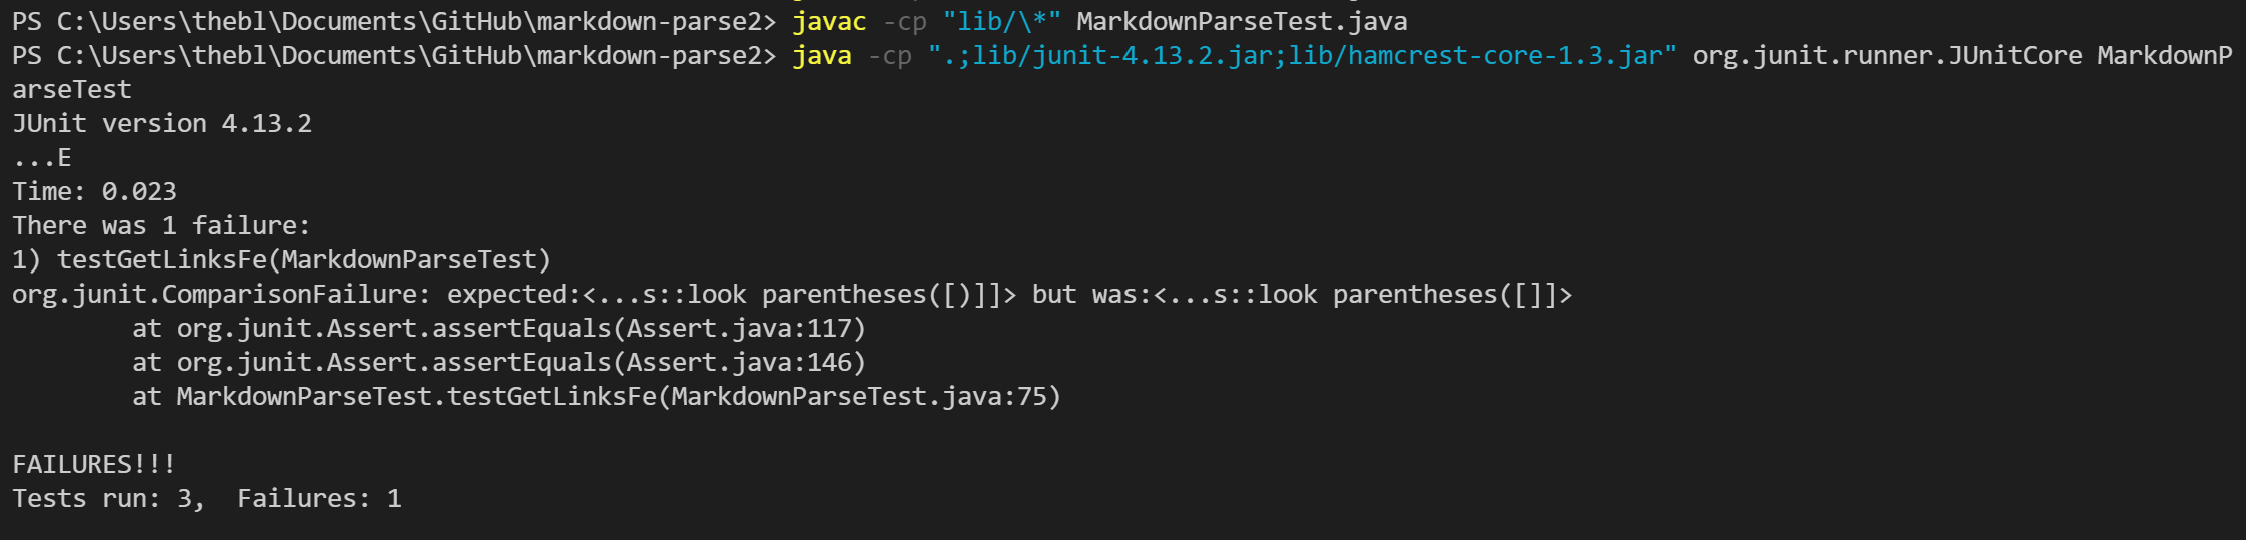 PS C:\Users\thebl\Documents\GitHub\markdown-parse2> javac -cp "lib/\*" MarkdownParseTest.java
PS C:\Users\thebl\Documents\GitHub\markdown-parse2> java -cp ".;lib/junit-4.13.2.jar;lib/hamcrest-core-1.3.jar" org.junit.runner.JUnitCore MarkdownP
arseTest
JUnit version 4.13.2
...E
Time: 0.023
There was 1 failure:
1) testGetLinksFe(MarkdownParseTest)
org.junit.ComparisonFailure: expected:<...s::look parentheses([)]]> but was:<...s::look parentheses([]]>
        at org.junit.Assert.assertEquals(Assert.java:117)
        at org.junit.Assert.assertEquals(Assert.java:146)
        at MarkdownParseTest.testGetLinksFe(MarkdownParseTest.java:75)

FAILURES!!!
Tests run: 3,  Failures: 1